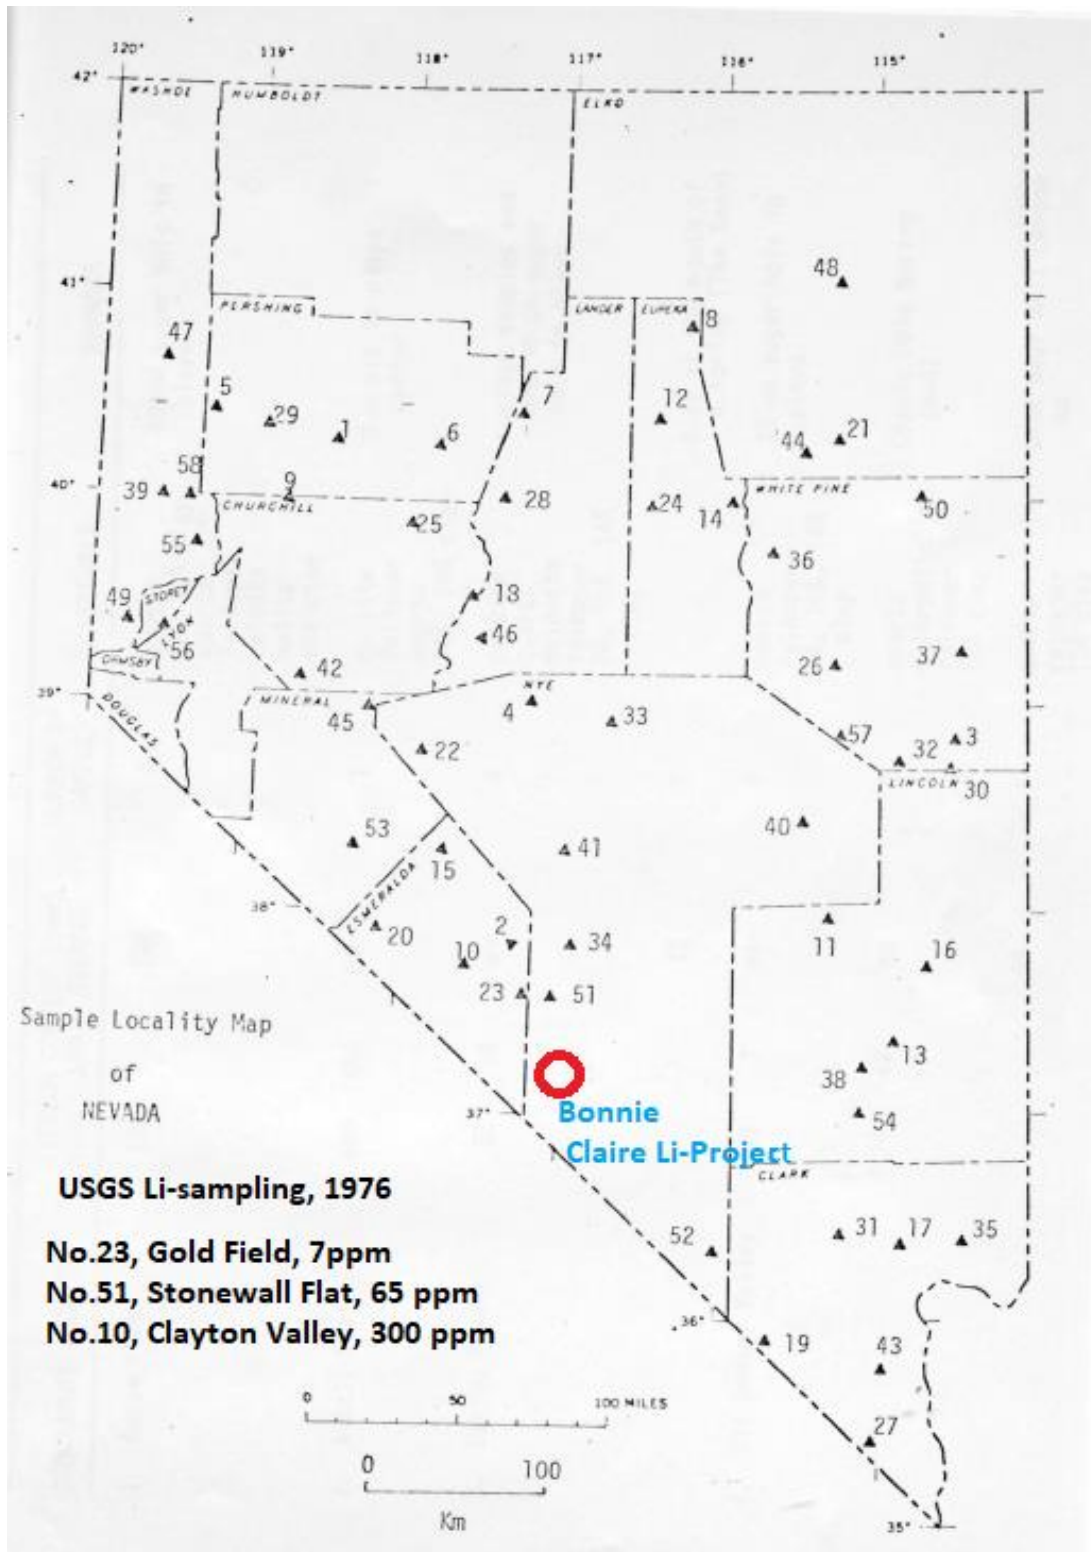 120° 119° 118° 117° 116° 115°
42°
WASHOE HUMBOLDT ELKO
41°
48
PERSHING LANDER EUREKA
8
47
5 29 1 6 7 12
44 21
40°
39 58 9 28 24 14 WHITE PINE 50
CHURCHILL
25
55 36
18
49 STOREY
LYON 46
56 37
ORMSBY 42 26
39°
NYE
MINERAL
DOUGLAS 45 4 33
22 57 32 3
LINCOLN 30
53 15 41 40
ESMERALDA
38°
20 2 34 11 16
10
23 51
Sample Locality Map
of
NEVADA
13
38
54
37°
Bonnie
Claire Li-Project
CLARK
USGS Li-sampling, 1976
52 31 17 35
No.23, Gold Field, 7ppm
No.51, Stonewall Flat, 65 ppm
No.10, Clayton Valley, 300 ppm
36°
19 43
0 50 100 MILES
27
0 100
Km
35°